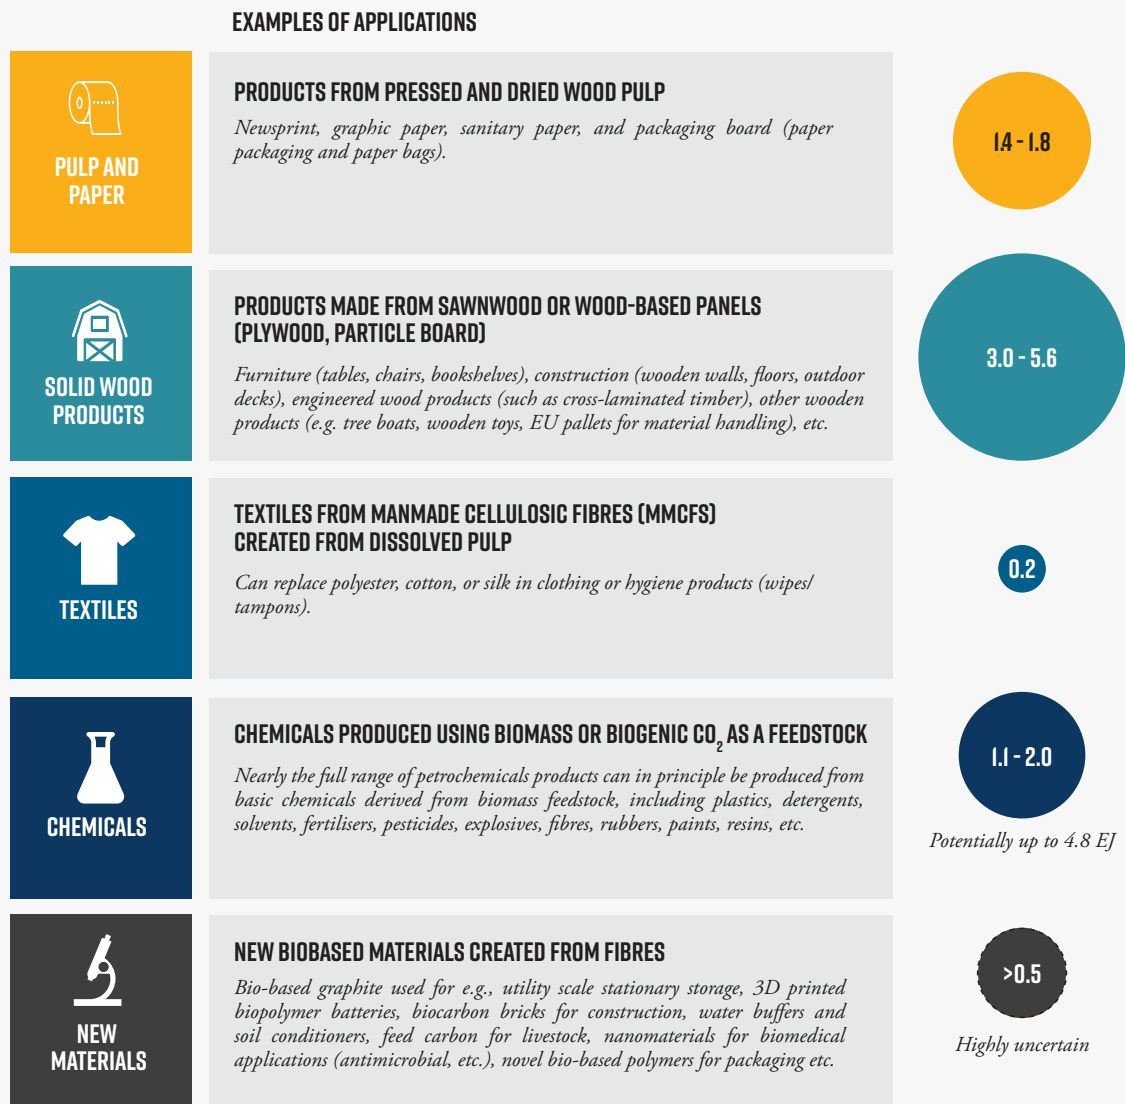 EXAMPLES OF APPLICATIONS
PULP AND
PAPER
PRODUCTS FROM PRESSED AND DRIED WOOD PULP
Newsprint, graphic paper, sanitary paper, and packaging board (paper
packaging and paper bags).
1.4 - 1.8
SOLID WOOD
PRODUCTS
PRODUCTS MADE FROM SAWNWOOD OR WOOD-BASED PANELS
(PLYWOOD, PARTICLE BOARD)
Furniture (tables, chairs, bookshelves), construction (wooden walls, floors, outdoor
decks), engineered wood products (such as cross-laminated timber), other wooden
products (e.g. tree boats, wooden toys, EU pallets for material handling), etc.
3.0 - 5.6
TEXTILES
TEXTILES FROM MANMADE CELLULOSIC FIBRES (MMCFS)
CREATED FROM DISSOLVED PULP
Can replace polyester, cotton, or silk in clothing or hygiene products (wipes/
tampons).
0.2
CHEMICALS
CHEMICALS PRODUCED USING BIOMASS OR BIOGENIC CO₂ AS A FEEDSTOCK
Nearly the full range of petrochemicals products can in principle be produced from
basic chemicals derived from biomass feedstock, including plastics, detergents,
solvents, fertilisers, pesticides, explosives, fibres, rubbers, paints, resins, etc.
1.1 - 2.0
Potentially up to 4.8 EJ
NEW
MATERIALS
NEW BIOBASED MATERIALS CREATED FROM FIBRES
Bio-based graphite used for e.g., utility scale stationary storage, 3D printed
biopolymer batteries, biocarbon bricks for construction, water buffers and
soil conditioners, feed carbon for livestock, nanomaterials for biomedical
applications (antimicrobial, etc.), novel bio-based polymers for packaging etc.
>0.5
Highly uncertain